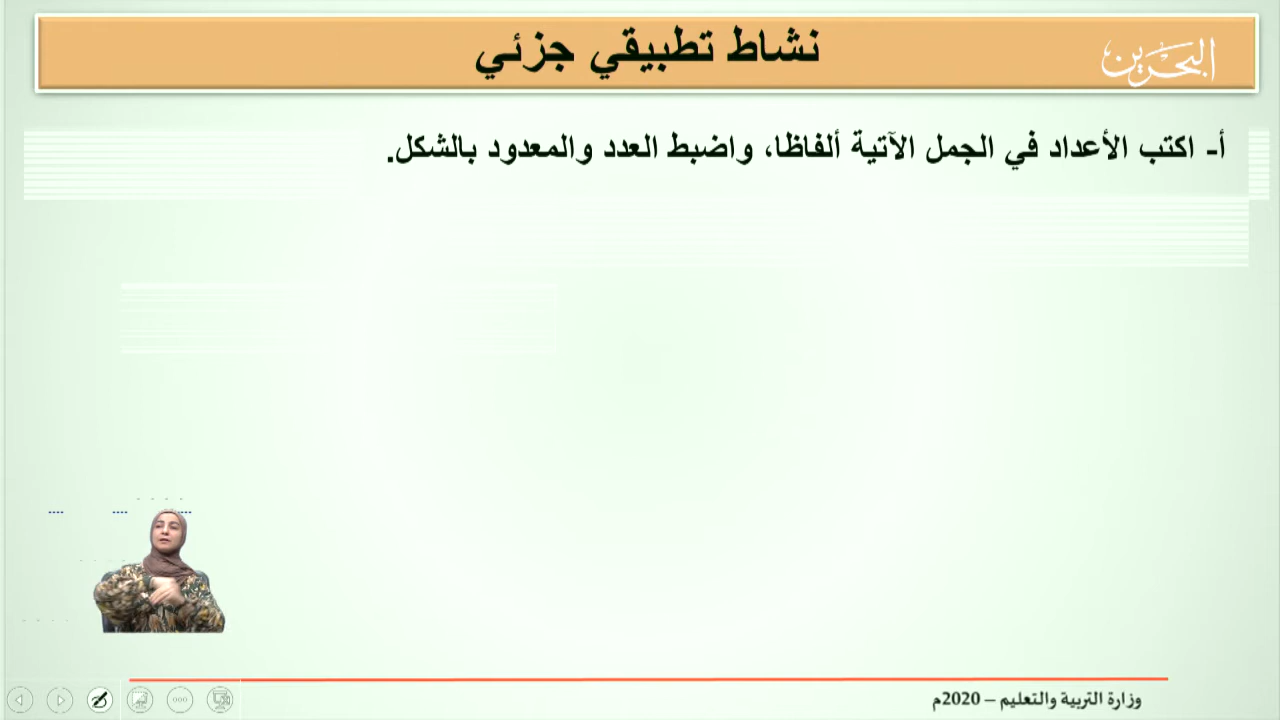 نشاط تطبيقي جزئي
البحرين
أ- اكتب الأعداد في الجمل الآتية ألفاظا، واضبط العدد والمعدود بالشكل.
وزارة التربية والتعليم – 2020م